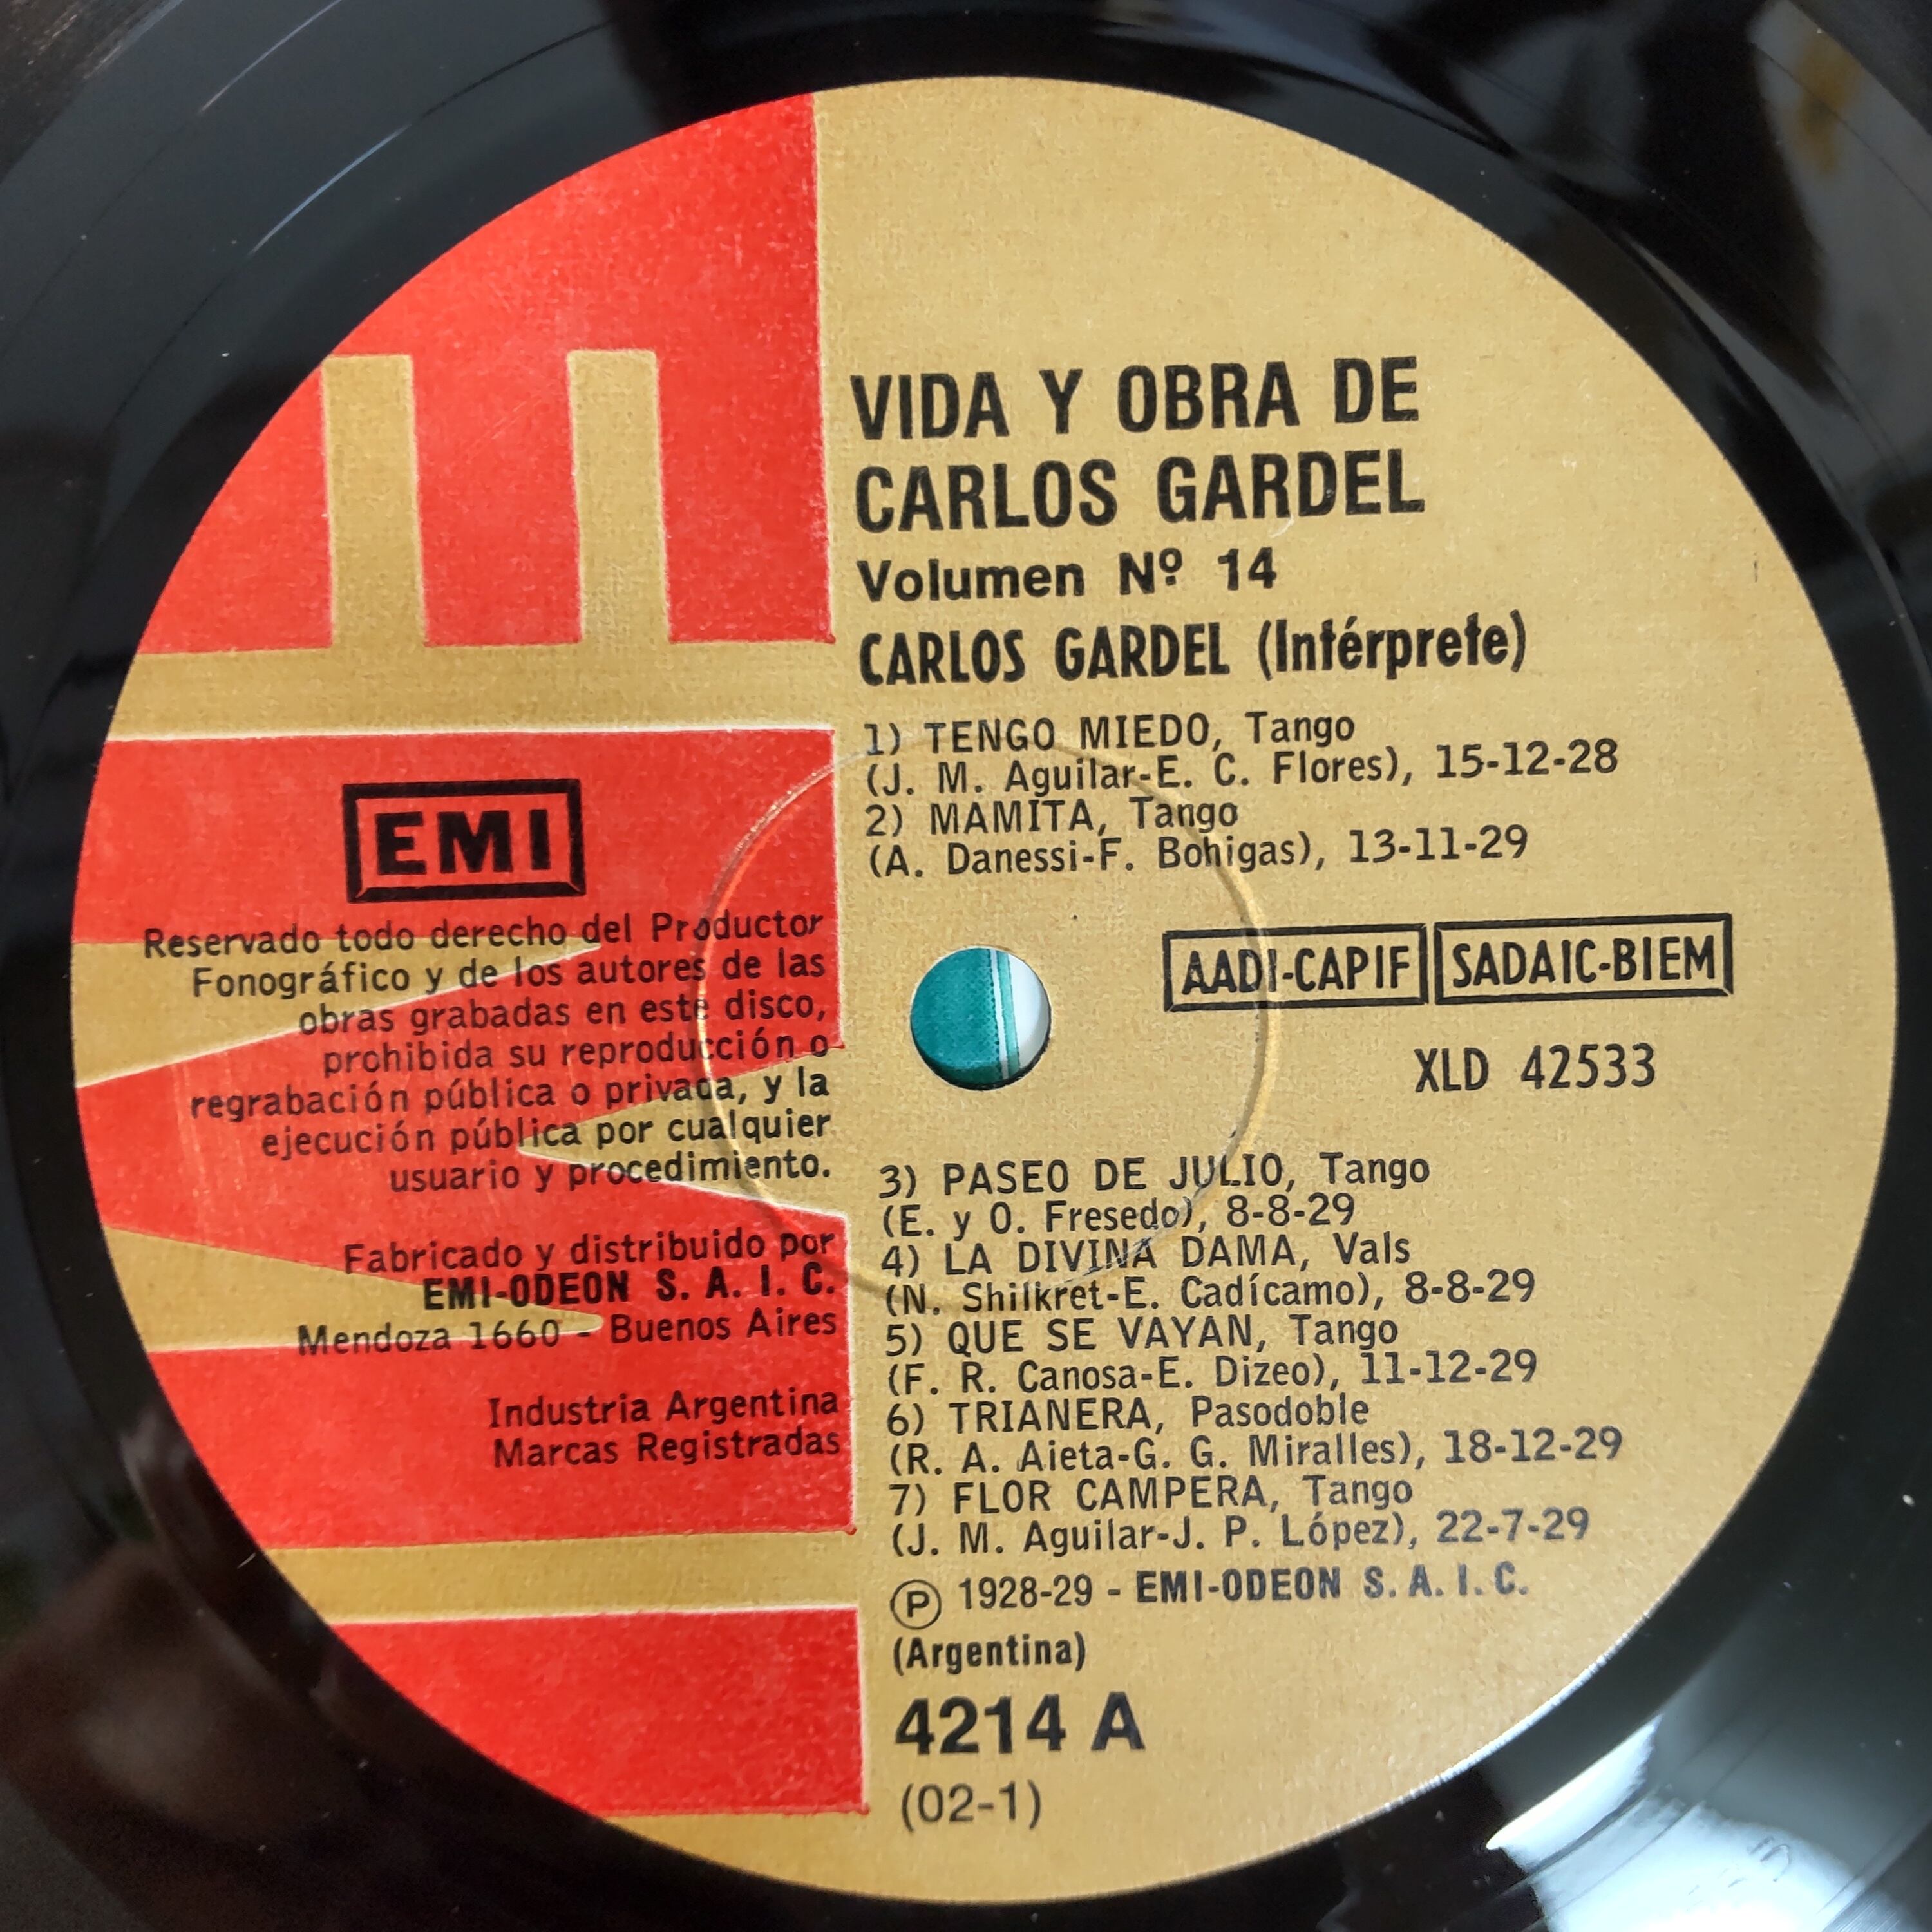 VIDA Y OBRA DE
CARLOS GARDEL
Volumen Nº 14
CARLOS GARDEL (Intérprete)
1) TENGO MIEDO, Tango
(J. M. Aguilar-E. C. Flores), 15-12-28
2) MAMITA, Tango
(A. Danessi-F. Bohigas), 13-11-29
EMI
Reservado todo derecho del Productor
Fonográfico y de los autores de las
obras grabadas en este disco,
prohibida su reproducción o
regrabación pública o privada, y la
ejecución pública por cualquier
usuario y procedimiento.
Fabricado y distribuido por
EMI-ODEON S. A. I. C.
Mendoza 1660 - Buenos Aires
Industria Argentina
Marcas Registradas
AADI-CAPIF SADAIC-BIEM
XLD 42533
3) PASEO DE JULIO, Tango
(E. y O. Fresedo), 8-8-29
4) LA DIVINA DAMA, Vals
(N. Shilkret-E. Cadícamo), 8-8-29
5) QUE SE VAYAN, Tango
(F. R. Canosa-E. Dizeo), 11-12-29
6) TRIANERA, Pasodoble
(R. A. Aieta-G. G. Miralles), 18-12-29
7) FLOR CAMPERA, Tango
(J. M. Aguilar-J. P. López), 22-7-29
Ⓟ 1928-29 - EMI-ODEON S. A. I. C.
(Argentina)
4214 A
(02-1)